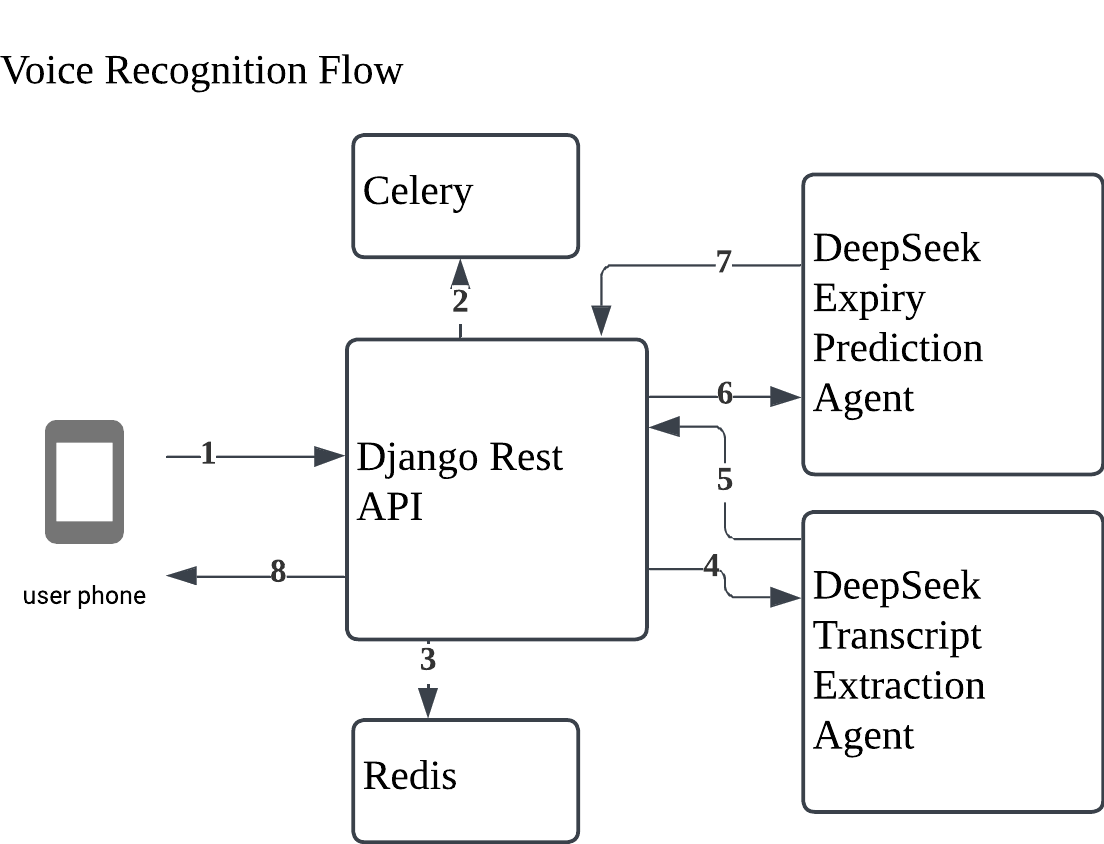 Voice Recognition Flow
Celery
DeepSeek
Expiry
Prediction
Agent
7
2
6
Django Rest
API
1
5
8
4
user phone
DeepSeek
Transcript
Extraction
Agent
3
Redis